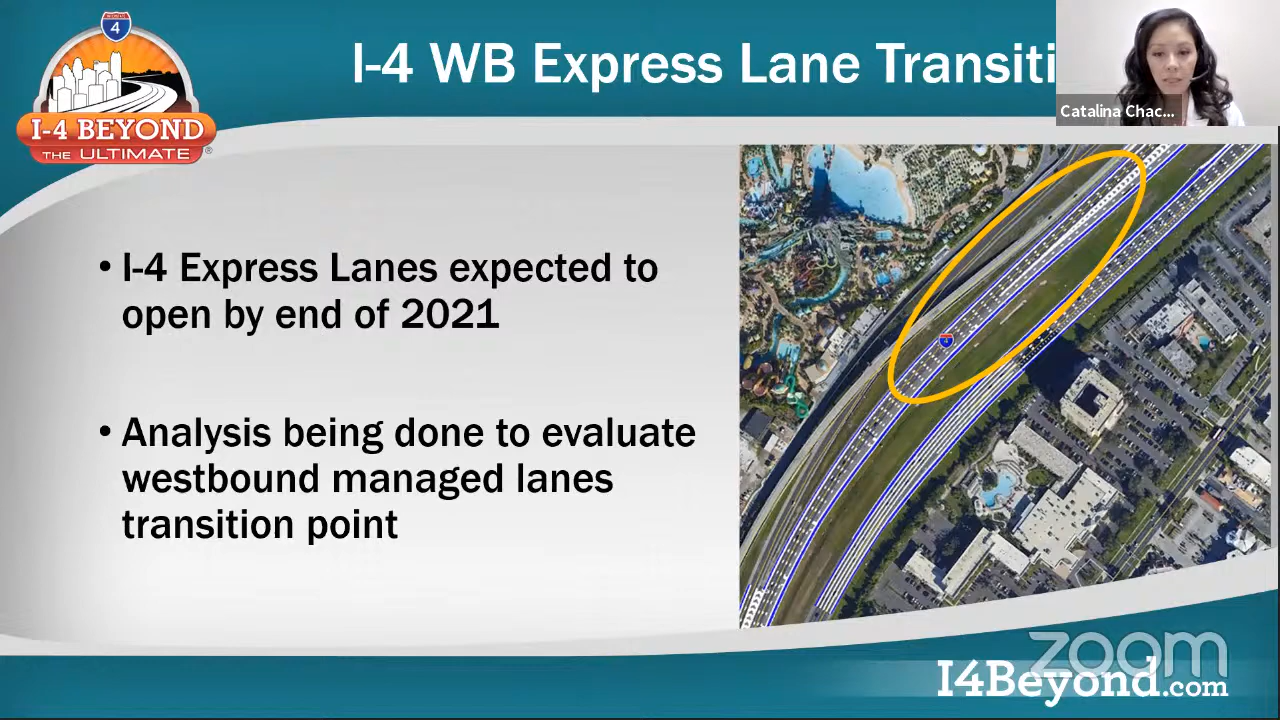 4
I-4 BEYOND
THE ULTIMATE
®
I-4 WB Express Lane Transiti
Catalina Chac...
• I-4 Express Lanes expected to
open by end of 2021
• Analysis being done to evaluate
westbound managed lanes
transition point
zoom
I4Beyond.com